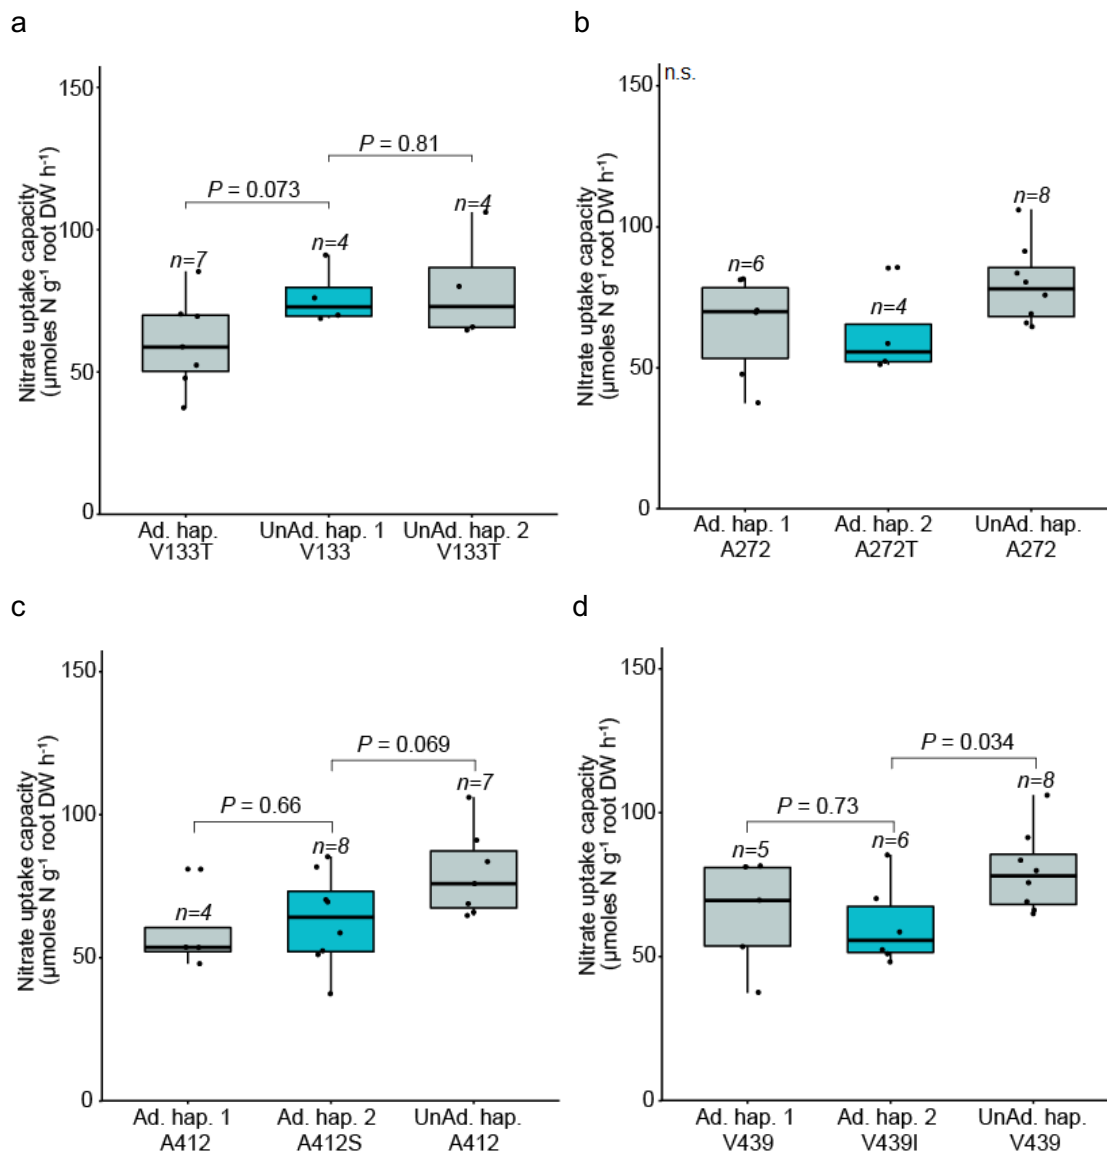 a
Nitrate uptake capacity
(µmoles N g⁻¹ root DW h⁻¹)
150
100
50
0
P = 0.073
P = 0.81
n=7
n=4
n=4
Ad. hap.
V133T
UnAd. hap. 1
V133
UnAd. hap. 2
V133T
b
NItrate uptake capacity
(µmoles N g⁻¹ root DW h⁻¹)
150
100
50
0
n.s.
n=6
n=4
n=8
Ad. hap. 1
A272
Ad. hap. 2
A272T
UnAd. hap.
A272
c
Nitrate uptake capacity
(µmoles N g⁻¹ root DW h⁻¹)
150
100
50
0
P = 0.66
P = 0.069
n=4
n=8
n=7
Ad. hap. 1
A412
Ad. hap. 2
A412S
UnAd. hap.
A412
d
Nitrate uptake capacity
(µmoles N g⁻¹ root DW h⁻¹)
150
100
50
0
P = 0.73
P = 0.034
n=5
n=6
n=8
Ad. hap. 1
V439
Ad. hap. 2
V439I
UnAd. hap.
V439